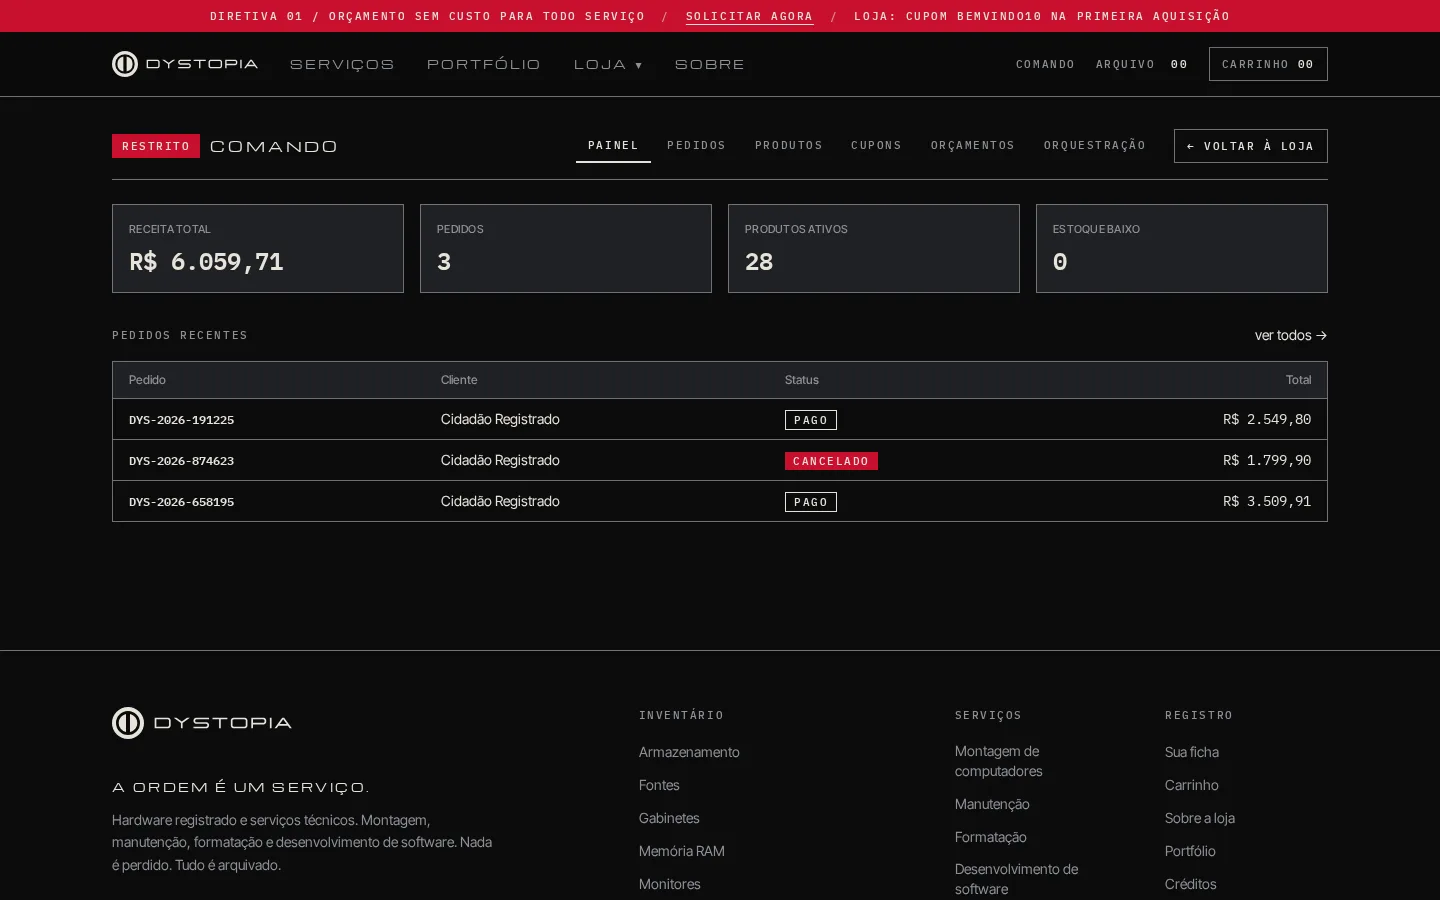 DIRETIVA 01 / ORÇAMENTO SEM CUSTO PARA TODO SERVIÇO / SOLICITAR AGORA / LOJA: CUPOM BEMVINDO10 NA PRIMEIRA AQUISIÇÃO
DYSTOPIA SERVIÇOS PORTFÓLIO LOJA ▾ SOBRE COMANDO ARQUIVO 00 CARRINHO 00
RESTRITO COMANDO PAINEL PEDIDOS PRODUTOS CUPONS ORÇAMENTOS ORQUESTRAÇÃO ← VOLTAR À LOJA
RECEITA TOTAL PEDIDOS PRODUTOS ATIVOS ESTOQUE BAIXO
R$ 6.059,71 3 28 0
PEDIDOS RECENTES ver todos →
Pedido Cliente Status Total
DYS-2026-191225 Cidadão Registrado PAGO R$ 2.549,80
DYS-2026-874623 Cidadão Registrado CANCELADO R$ 1.799,90
DYS-2026-658195 Cidadão Registrado PAGO R$ 3.509,91
DYSTOPIA
A ORDEM É UM SERVIÇO.
Hardware registrado e serviços técnicos. Montagem,
manutenção, formatação e desenvolvimento de software. Nada
é perdido. Tudo é arquivado.
INVENTÁRIO
Armazenamento
Fontes
Gabinetes
Memória RAM
Monitores
SERVIÇOS
Montagem de
computadores
Manutenção
Formatação
Desenvolvimento de
software
REGISTRO
Sua ficha
Carrinho
Sobre a loja
Portfólio
Créditos